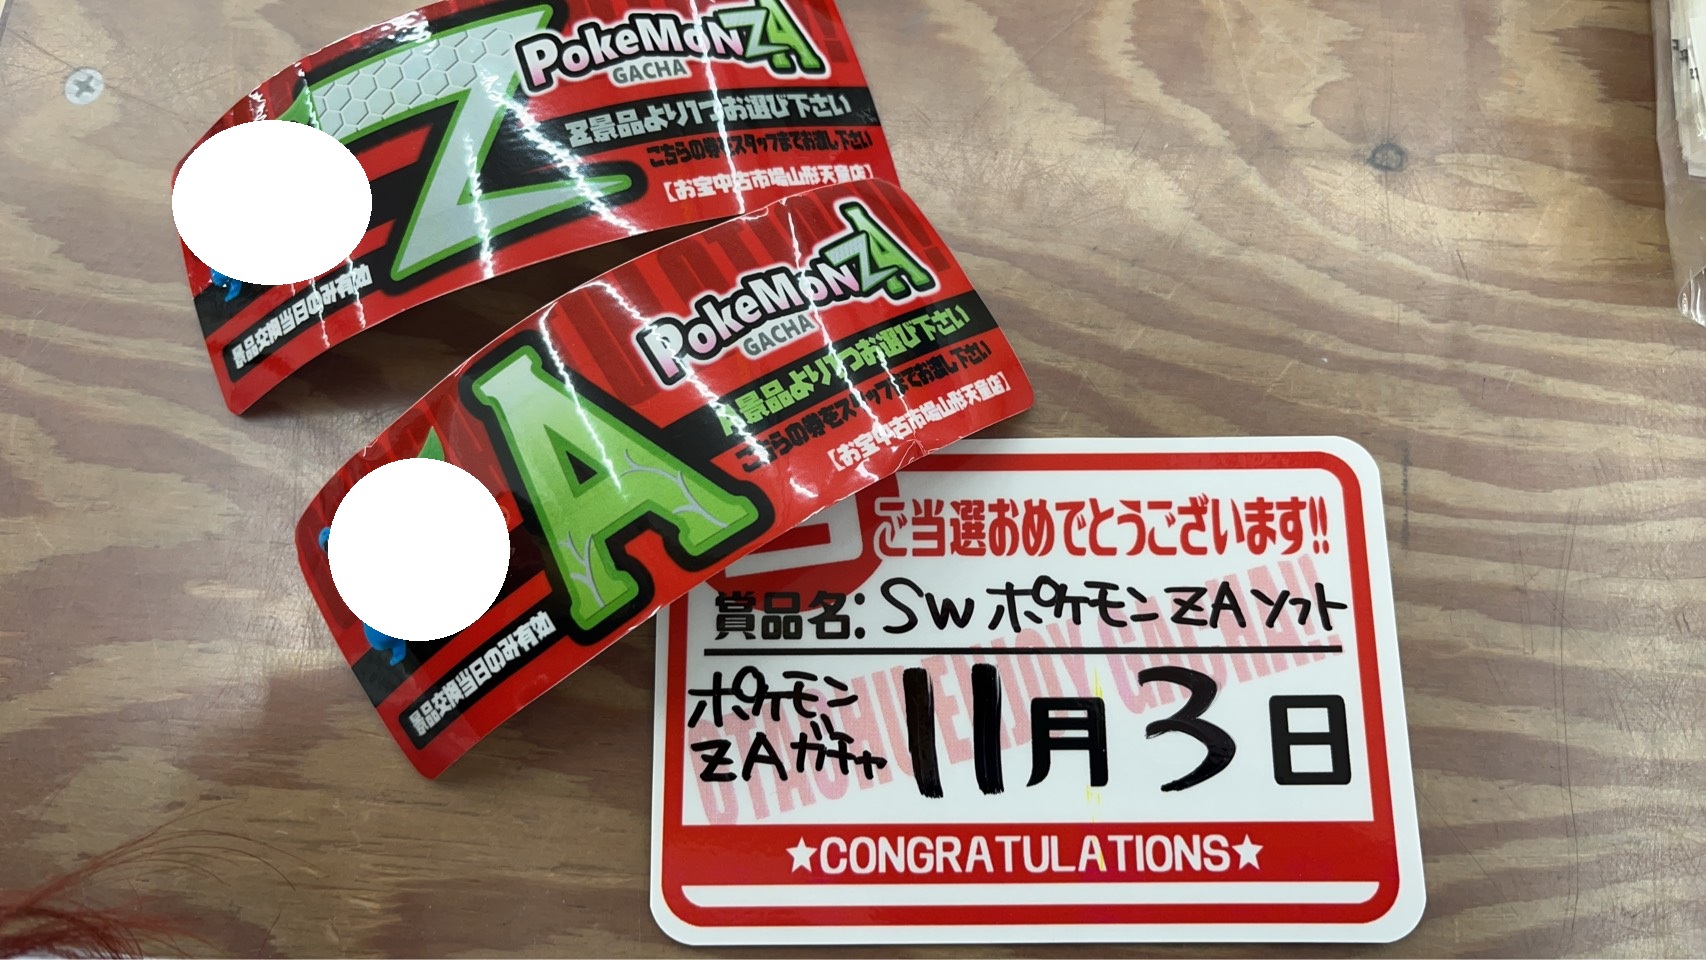 PokeMonZA
GACHA
Z
Z景品より1つお選び下さい
こちらの券をスタッフまでお渡し下さい
【お宝中古市場山形天童店】
景品交換当日のみ有効
PokeMonZA
GACHA
A
A景品より1つお選び下さい
こちらの券をスタッフまでお渡し下さい
【お宝中古市場山形天童店】
景品交換当日のみ有効
ご当選おめでとうございます!!
賞品名:SWポケモンZAソフト
ポケモン
ZAガチャ 11月3日
★CONGRATULATIONS★